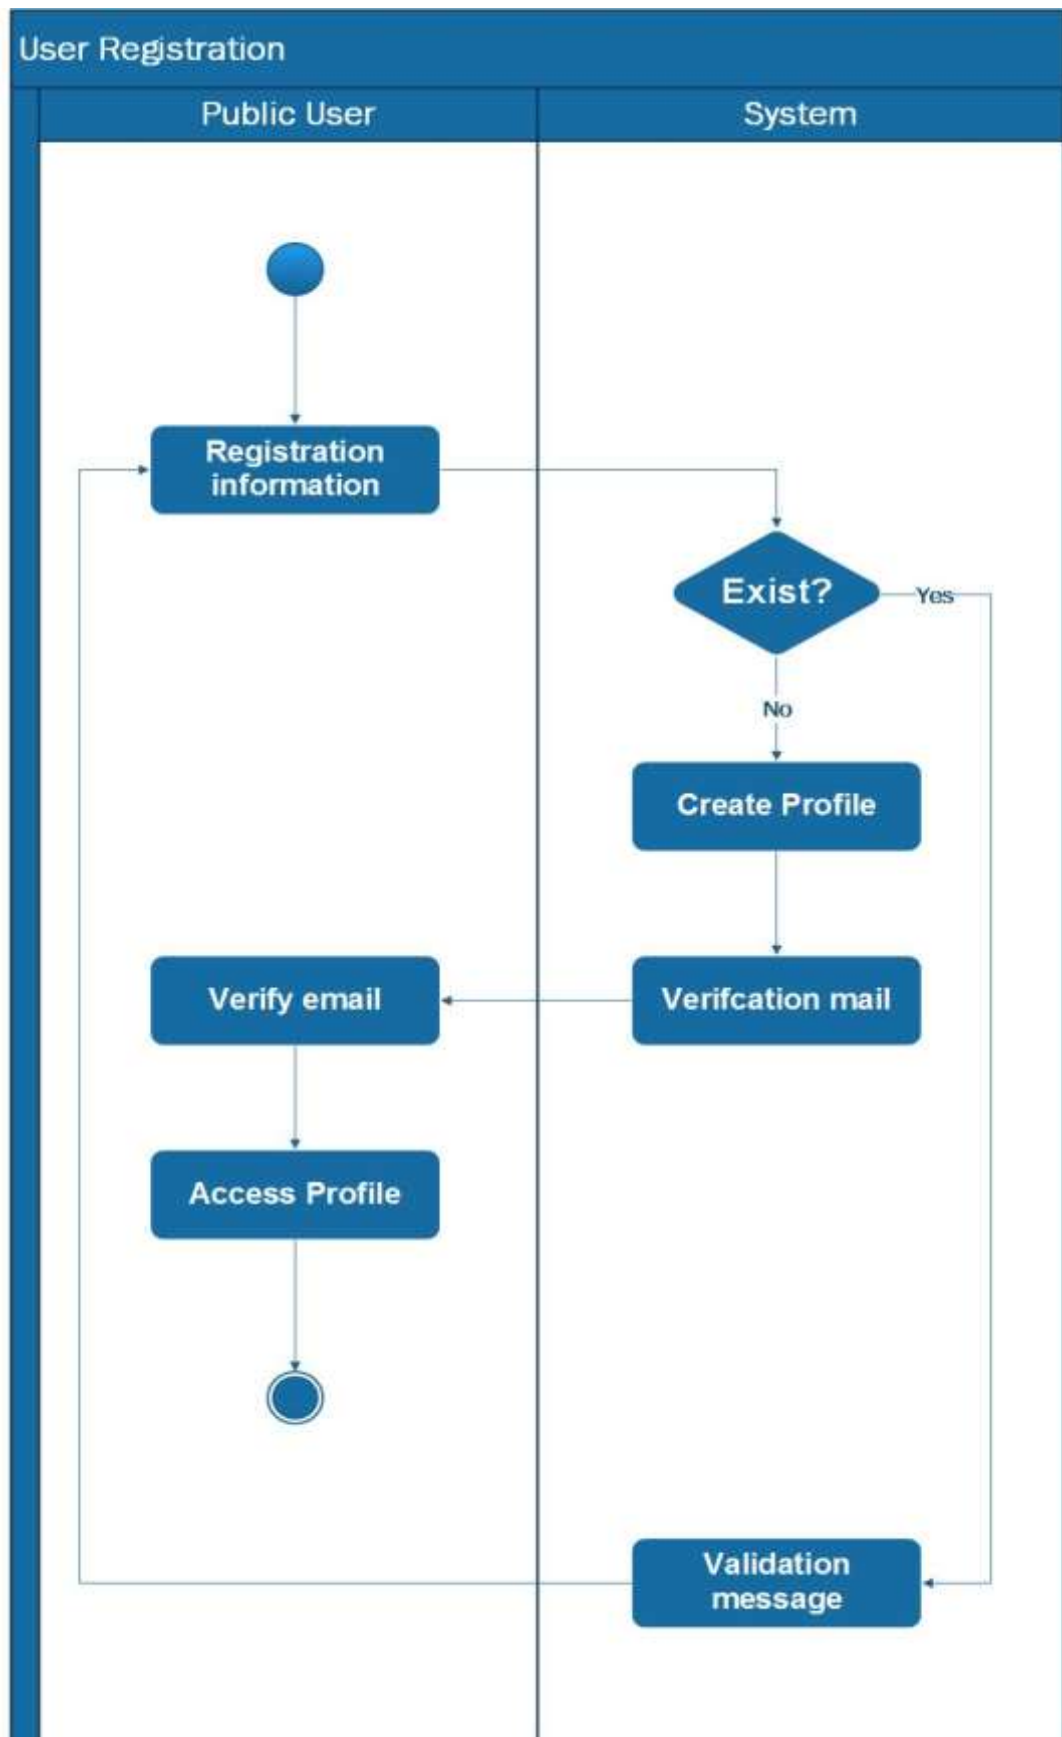 User Registration
Public User
System
Registration
information
Exist?
Yes
No
Create Profile
Verify email
Verifcation mail
Access Profile
Validation
message